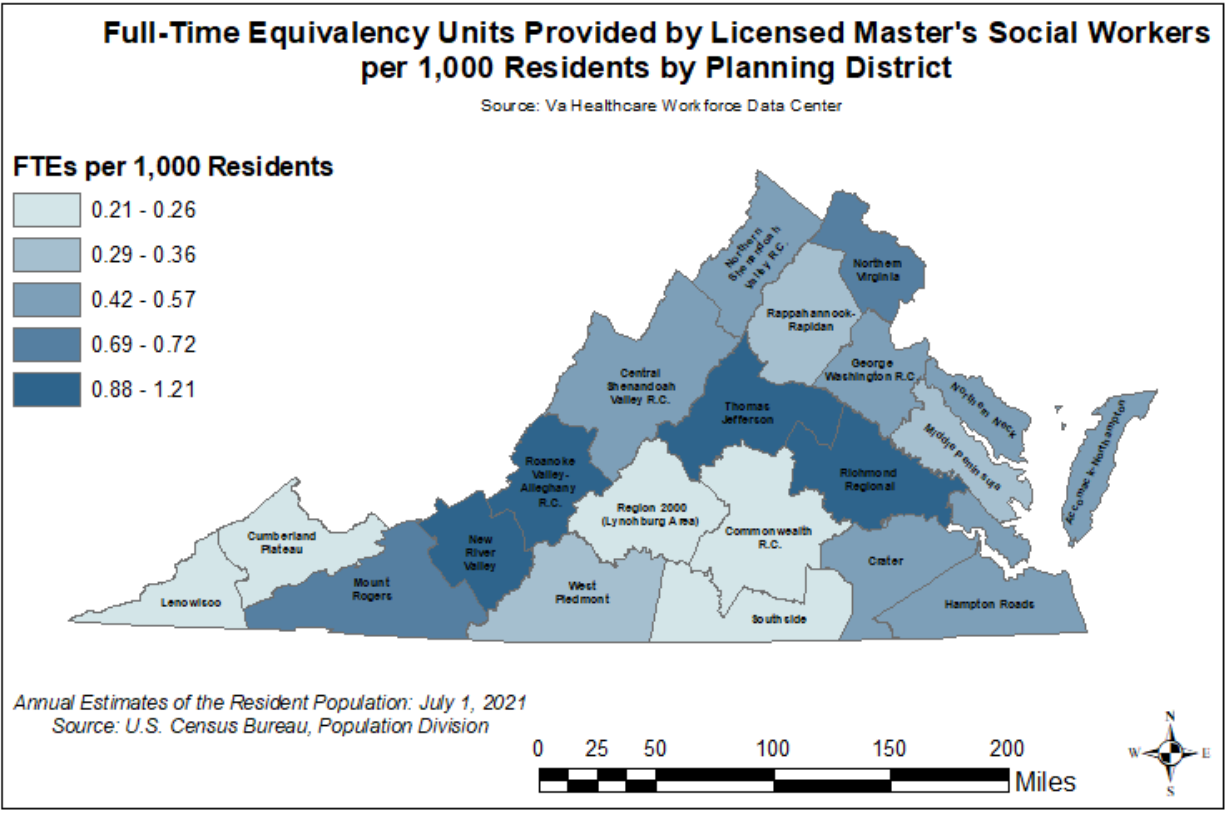 Full-Time Equivalency Units Provided by Licensed Master's Social Workers
per 1,000 Residents by Planning District
Source: Va Healthcare Workforce Data Center
FTEs per 1,000 Residents
0.21 - 0.26
0.29 - 0.36
0.42 - 0.57
0.69 - 0.72
0.88 - 1.21
Northern
Shenandoah
Valley R.C.
Northern
Virginia
Rappahannook-
Rapidan
Central
Shenandoah
Valley R.C.
George
Washington R.C
Northern Neck
Thomas
Jefferson
Middle Peninsula
Accomack-Northampton
Roanoke
Valley-
Alleghany
R.C.
Richmond
Regional
Region 2000
(Lynchburg Area)
Commonwealth
R.C.
Cumberland
Plateau
New
River
Valley
Crater
Mount
Rogers
West
Piedmont
Lenowisco
Hampton Roads
Southside
Annual Estimates of the Resident Population: July 1, 2021
Source: U.S. Census Bureau, Population Division
0 25 50 100 150 200
Miles
N
W E
S